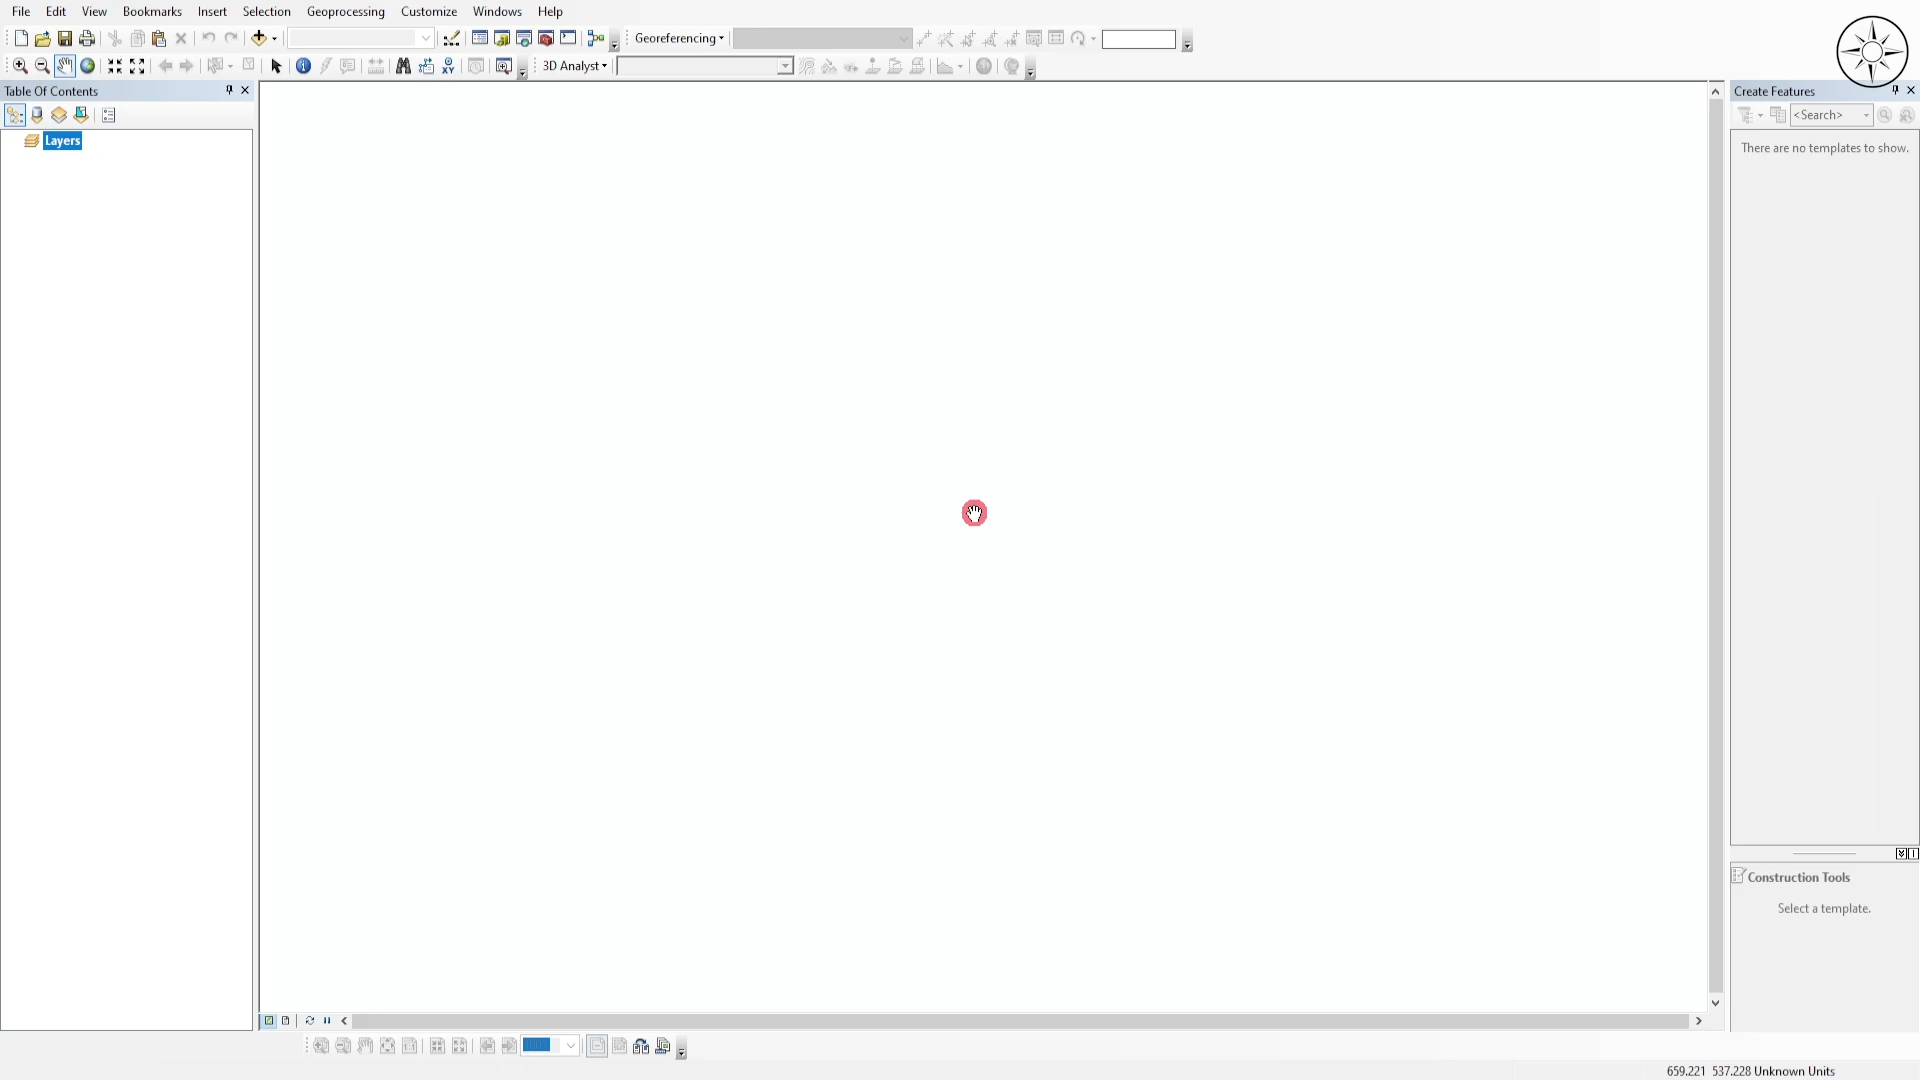 File Edit View Bookmarks Insert Selection Geoprocessing Customize Windows Help
Georeferencing
3D Analyst
Table Of Contents
Layers
Create Features
<Search>
There are no templates to show.
Construction Tools
Select a template.
659.221 537.228 Unknown Units